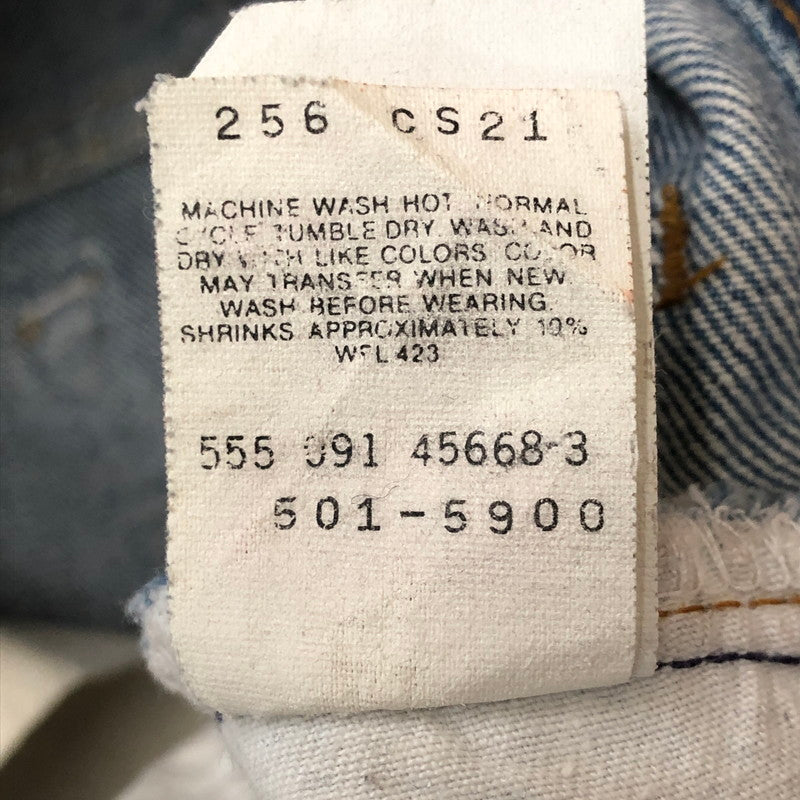 256 CS21
MACHINE WASH HOT NORMAL
CYCLE TUMBLE DRY WASH AND
DRY WITH LIKE COLORS COLOR
MAY TRANSFER WHEN NEW
WASH BEFORE WEARING.
SHRINKS APPROXIMATELY 10%
WPL 423
555 091 45668-3
501-5900